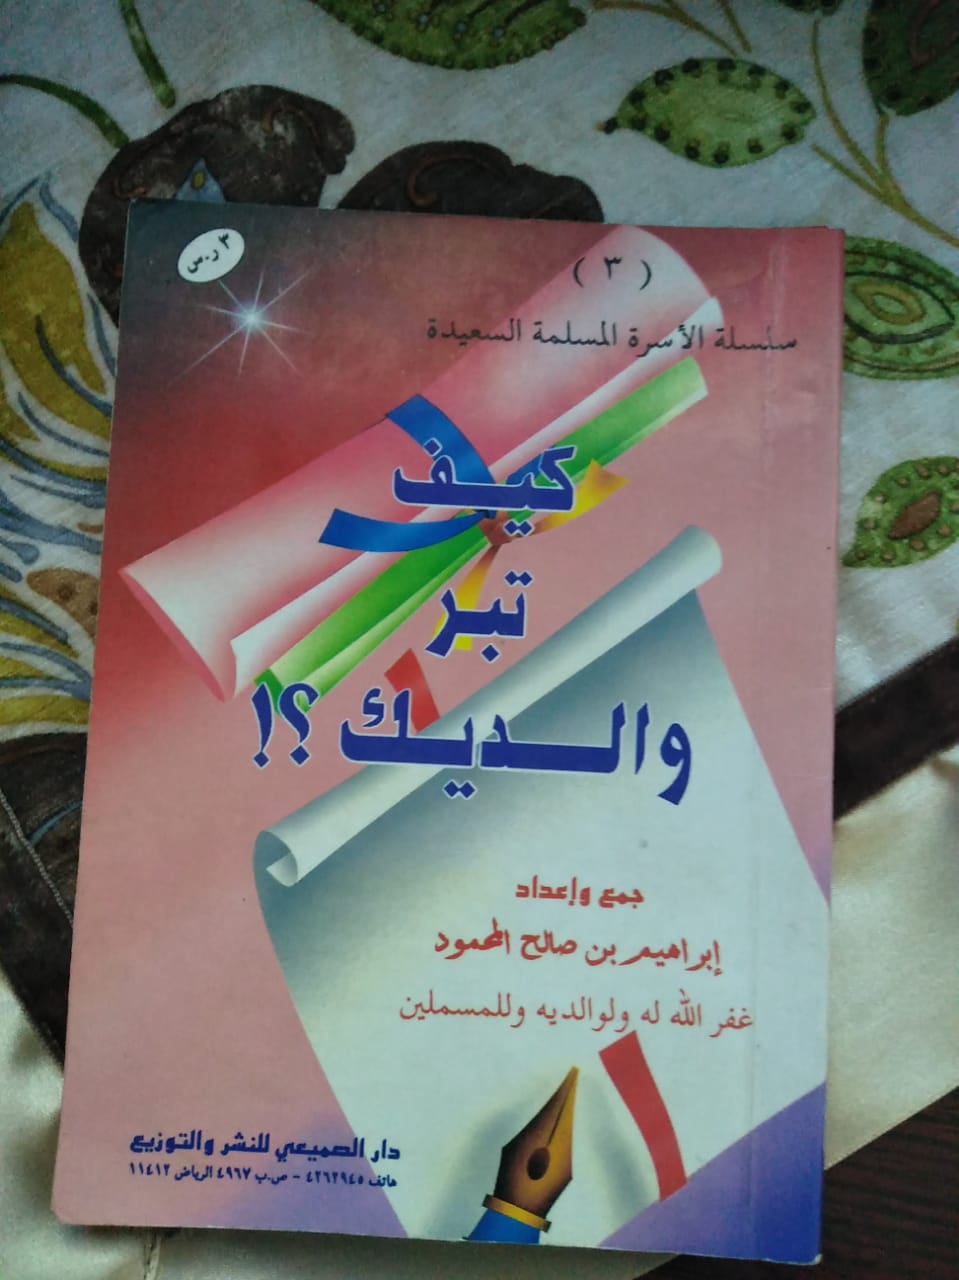 ٣ ر.س
( ٣ )
سلسلة الأسرة المسلمة السعيدة
كيف
تبر
والديك ؟!
جمع وإعداد
إبراهيم بن صالح المحمود
غفر الله له ولوالديه وللمسملين
دار الصميعي للنشر والتوزيع
هاتف ٤٢٦٢٩٤٥ - ص.ب ٤٩٦٧ الرياض ١١٤١٢